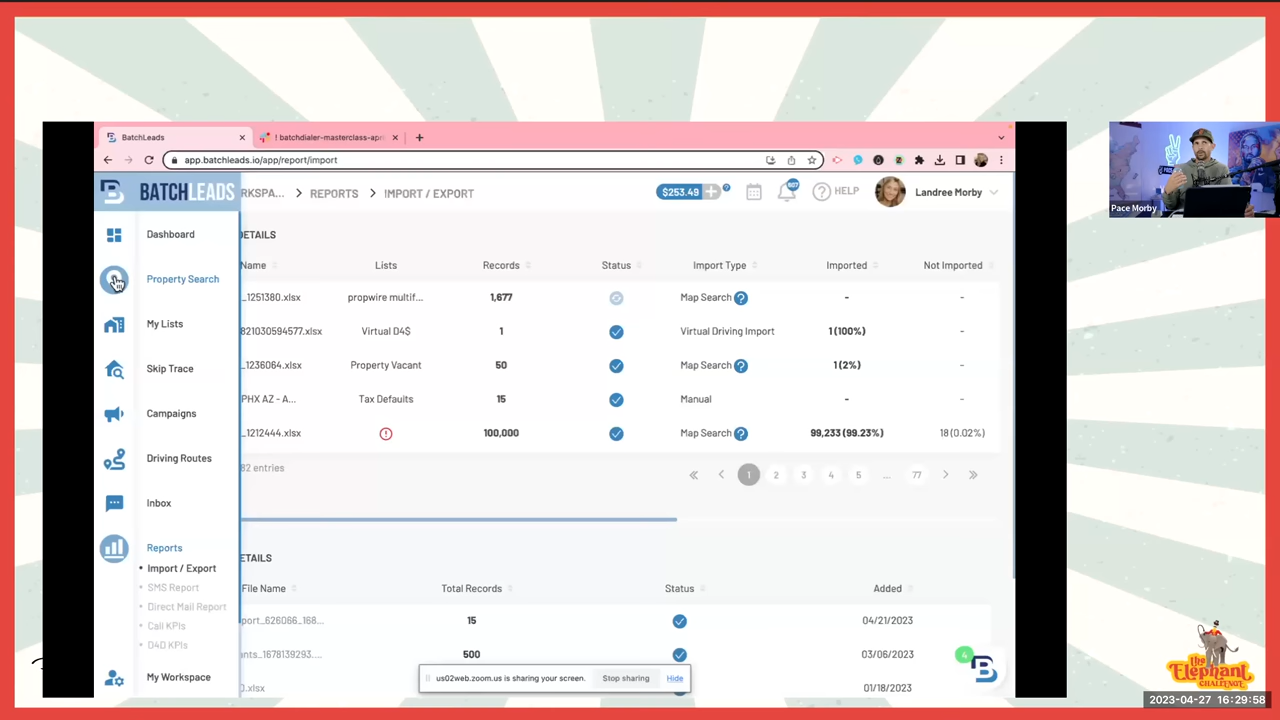 BatchLeads
! batchdialer-masterclass-apr
app.batchleads.io/app/report/import
BATCHLEADS
RKSPA... > REPORTS > IMPORT / EXPORT
$253.49
607
HELP
Landree Morby
Pace Morby
Dashboard
Property Search
My Lists
Skip Trace
Campaigns
Driving Routes
Inbox
Reports
Import / Export
SMS Report
Direct Mail Report
Call KPIs
D4D KPIs
My Workspace
DETAILS
Name Lists Records Status Import Type Imported Not Imported
_1251380.xlsx propwire multif... 1,677 Map Search ? - -
821030594577.xlsx Virtual D4$ 1 Virtual Driving Import 1 (100%) -
_1236064.xlsx Property Vacant 50 Map Search ? 1 (2%) -
PHX AZ - A... Tax Defaults 15 Manual - -
_1212444.xlsx 100,000 Map Search ? 99,233 (99.23%) 18 (0.02%)
82 entries
« < 1 2 3 4 5 ... 77 > »
ETAILS
File Name Total Records Status Added
port_626066_168... 15 04/21/2023
ants_1678139293.... 500 03/06/2023
0.xlsx 01/18/2023
us02web.zoom.us is sharing your screen. Stop sharing Hide
4
the Elephant
CHALLENGE
2023-04-27 16:29:58